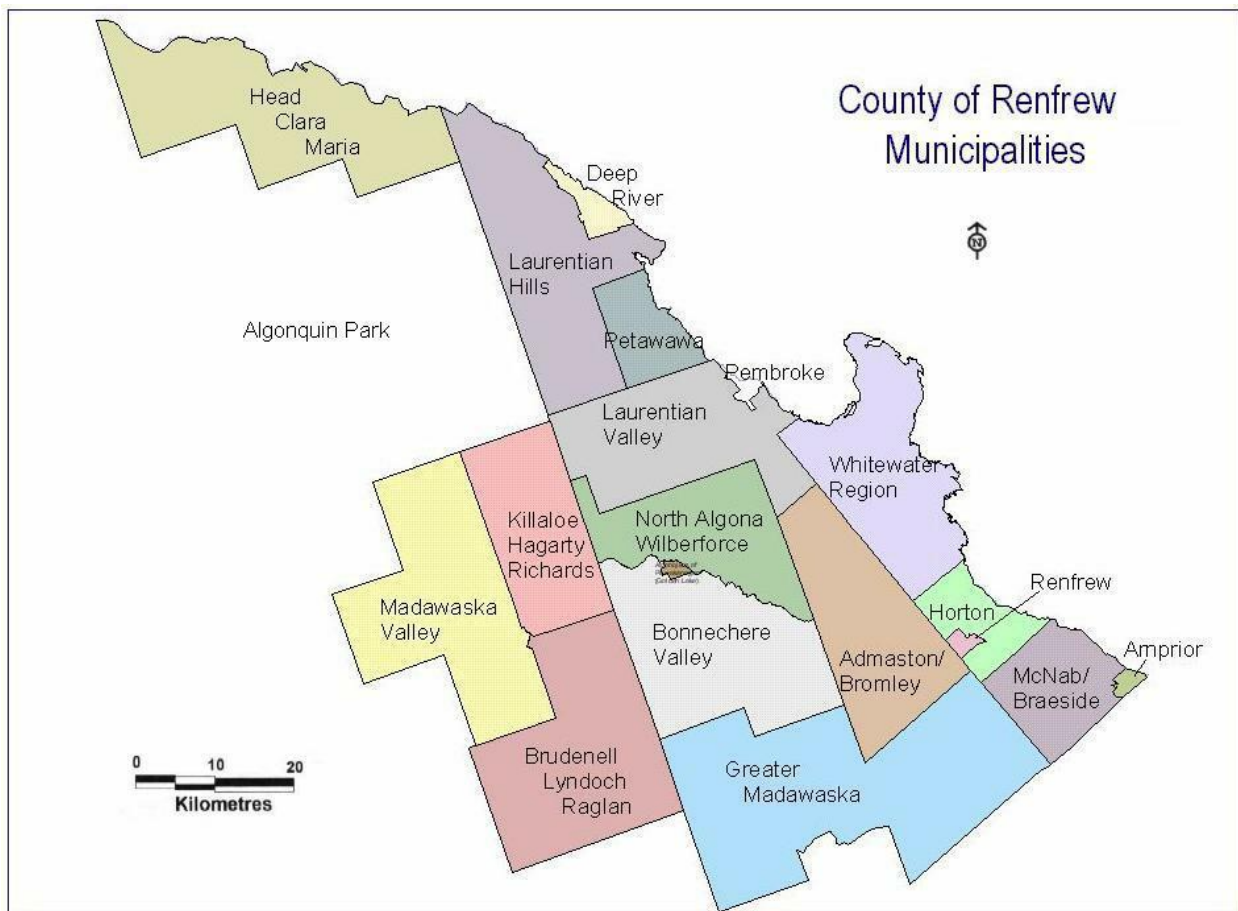 County of Renfrew
Municipalities
N
Head
Clara
Maria
Deep
River
Laurentian
Hills
Algonquin Park
Petawawa
Pembroke
Laurentian
Valley
Whitewater
Region
Killaloe
Hagarty
Richards
North Algona
Wilberforce
(Golden Lake)
Madawaska
Valley
Bonnechere
Valley
Admaston/
Bromley
Horton
Renfrew
Arnprior
McNab/
Braeside
Brudenell
Lyndoch
Raglan
Greater
Madawaska
0 10 20
Kilometres